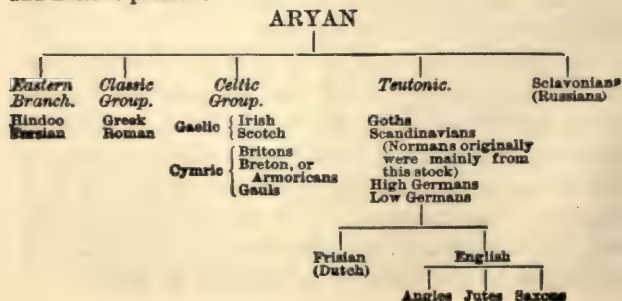 ARYAN
Eastern Branch.
Hindoo
Persian
Classic Group.
Greek
Roman
Celtic Group.
Gaelic { Irish
Scotch
Cymric { Britons
Breton, or
Armoricans
Gauls
Teutonic.
Goths
Scandinavians
(Normans originally
were mainly from
this stock)
High Germans
Low Germans
Sclavonians
(Russians)
Frisian
(Dutch)
English
Angles Jutes Saxons